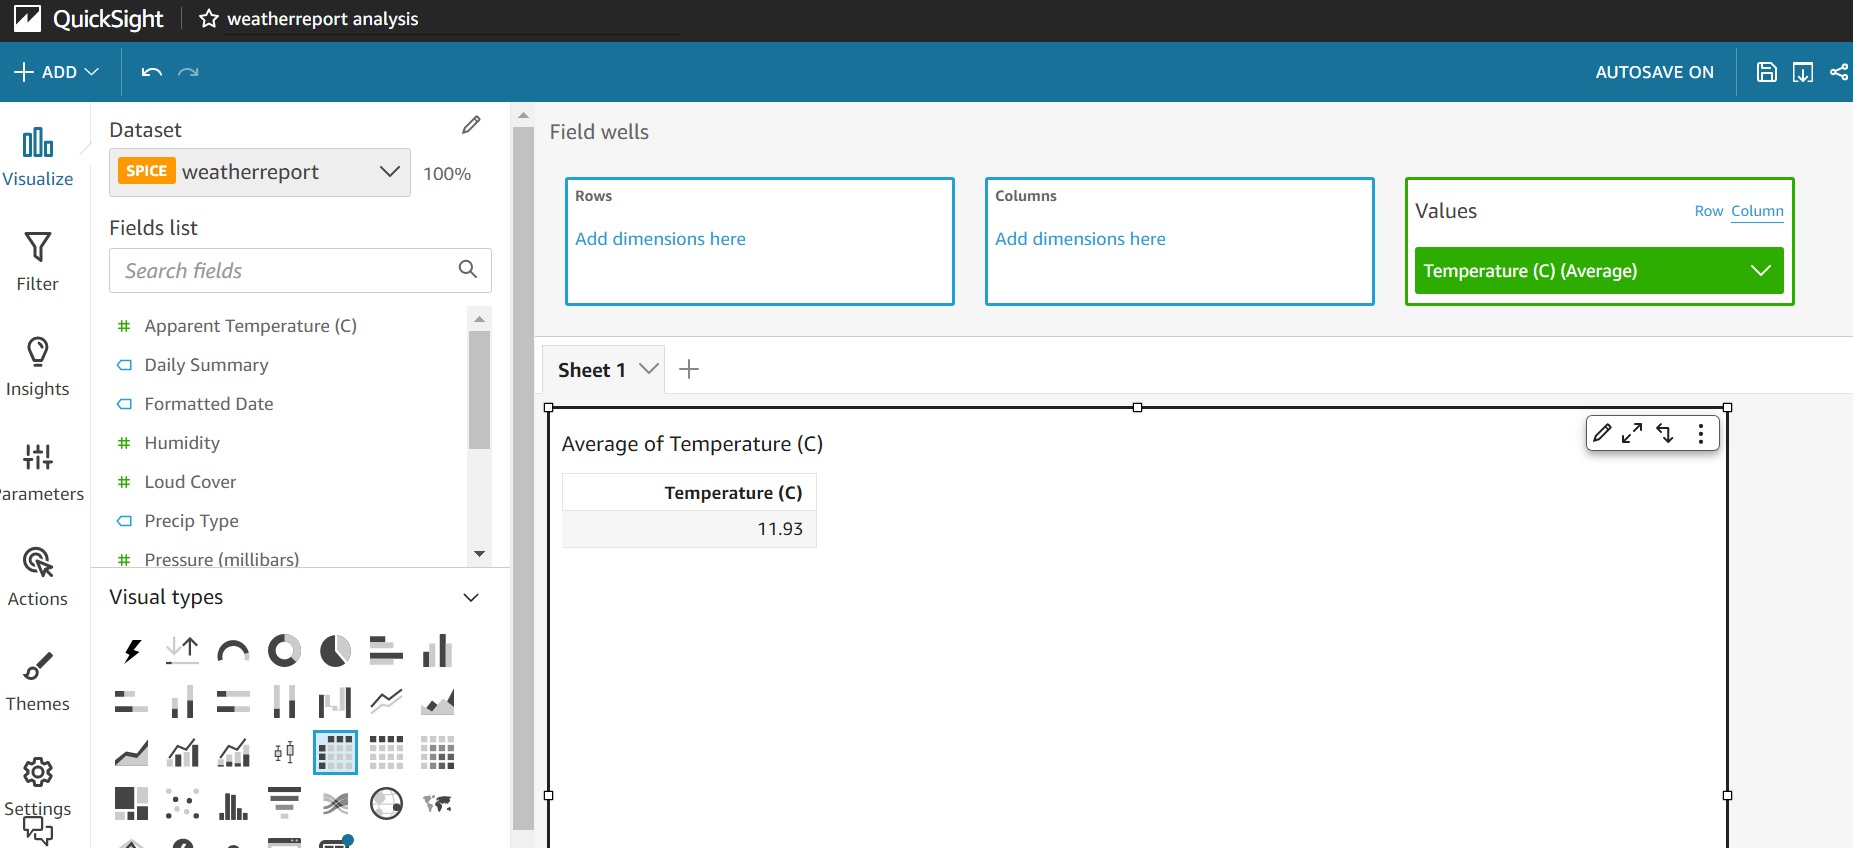 QuickSight
weatherreport analysis
ADD
AUTOSAVE ON
Visualize
Filter
Insights
arameters
Actions
Themes
Settings
Dataset
SPICE weatherreport 100%
Fields list
Search fields
# Apparent Temperature (C)
Daily Summary
Formatted Date
# Humidity
# Loud Cover
Precip Type
# Pressure (millibars)
Visual types
Field wells
Rows
Add dimensions here
Columns
Add dimensions here
Values Row Column
Temperature (C) (Average)
Sheet 1
Average of Temperature (C)
Temperature (C)
11.93